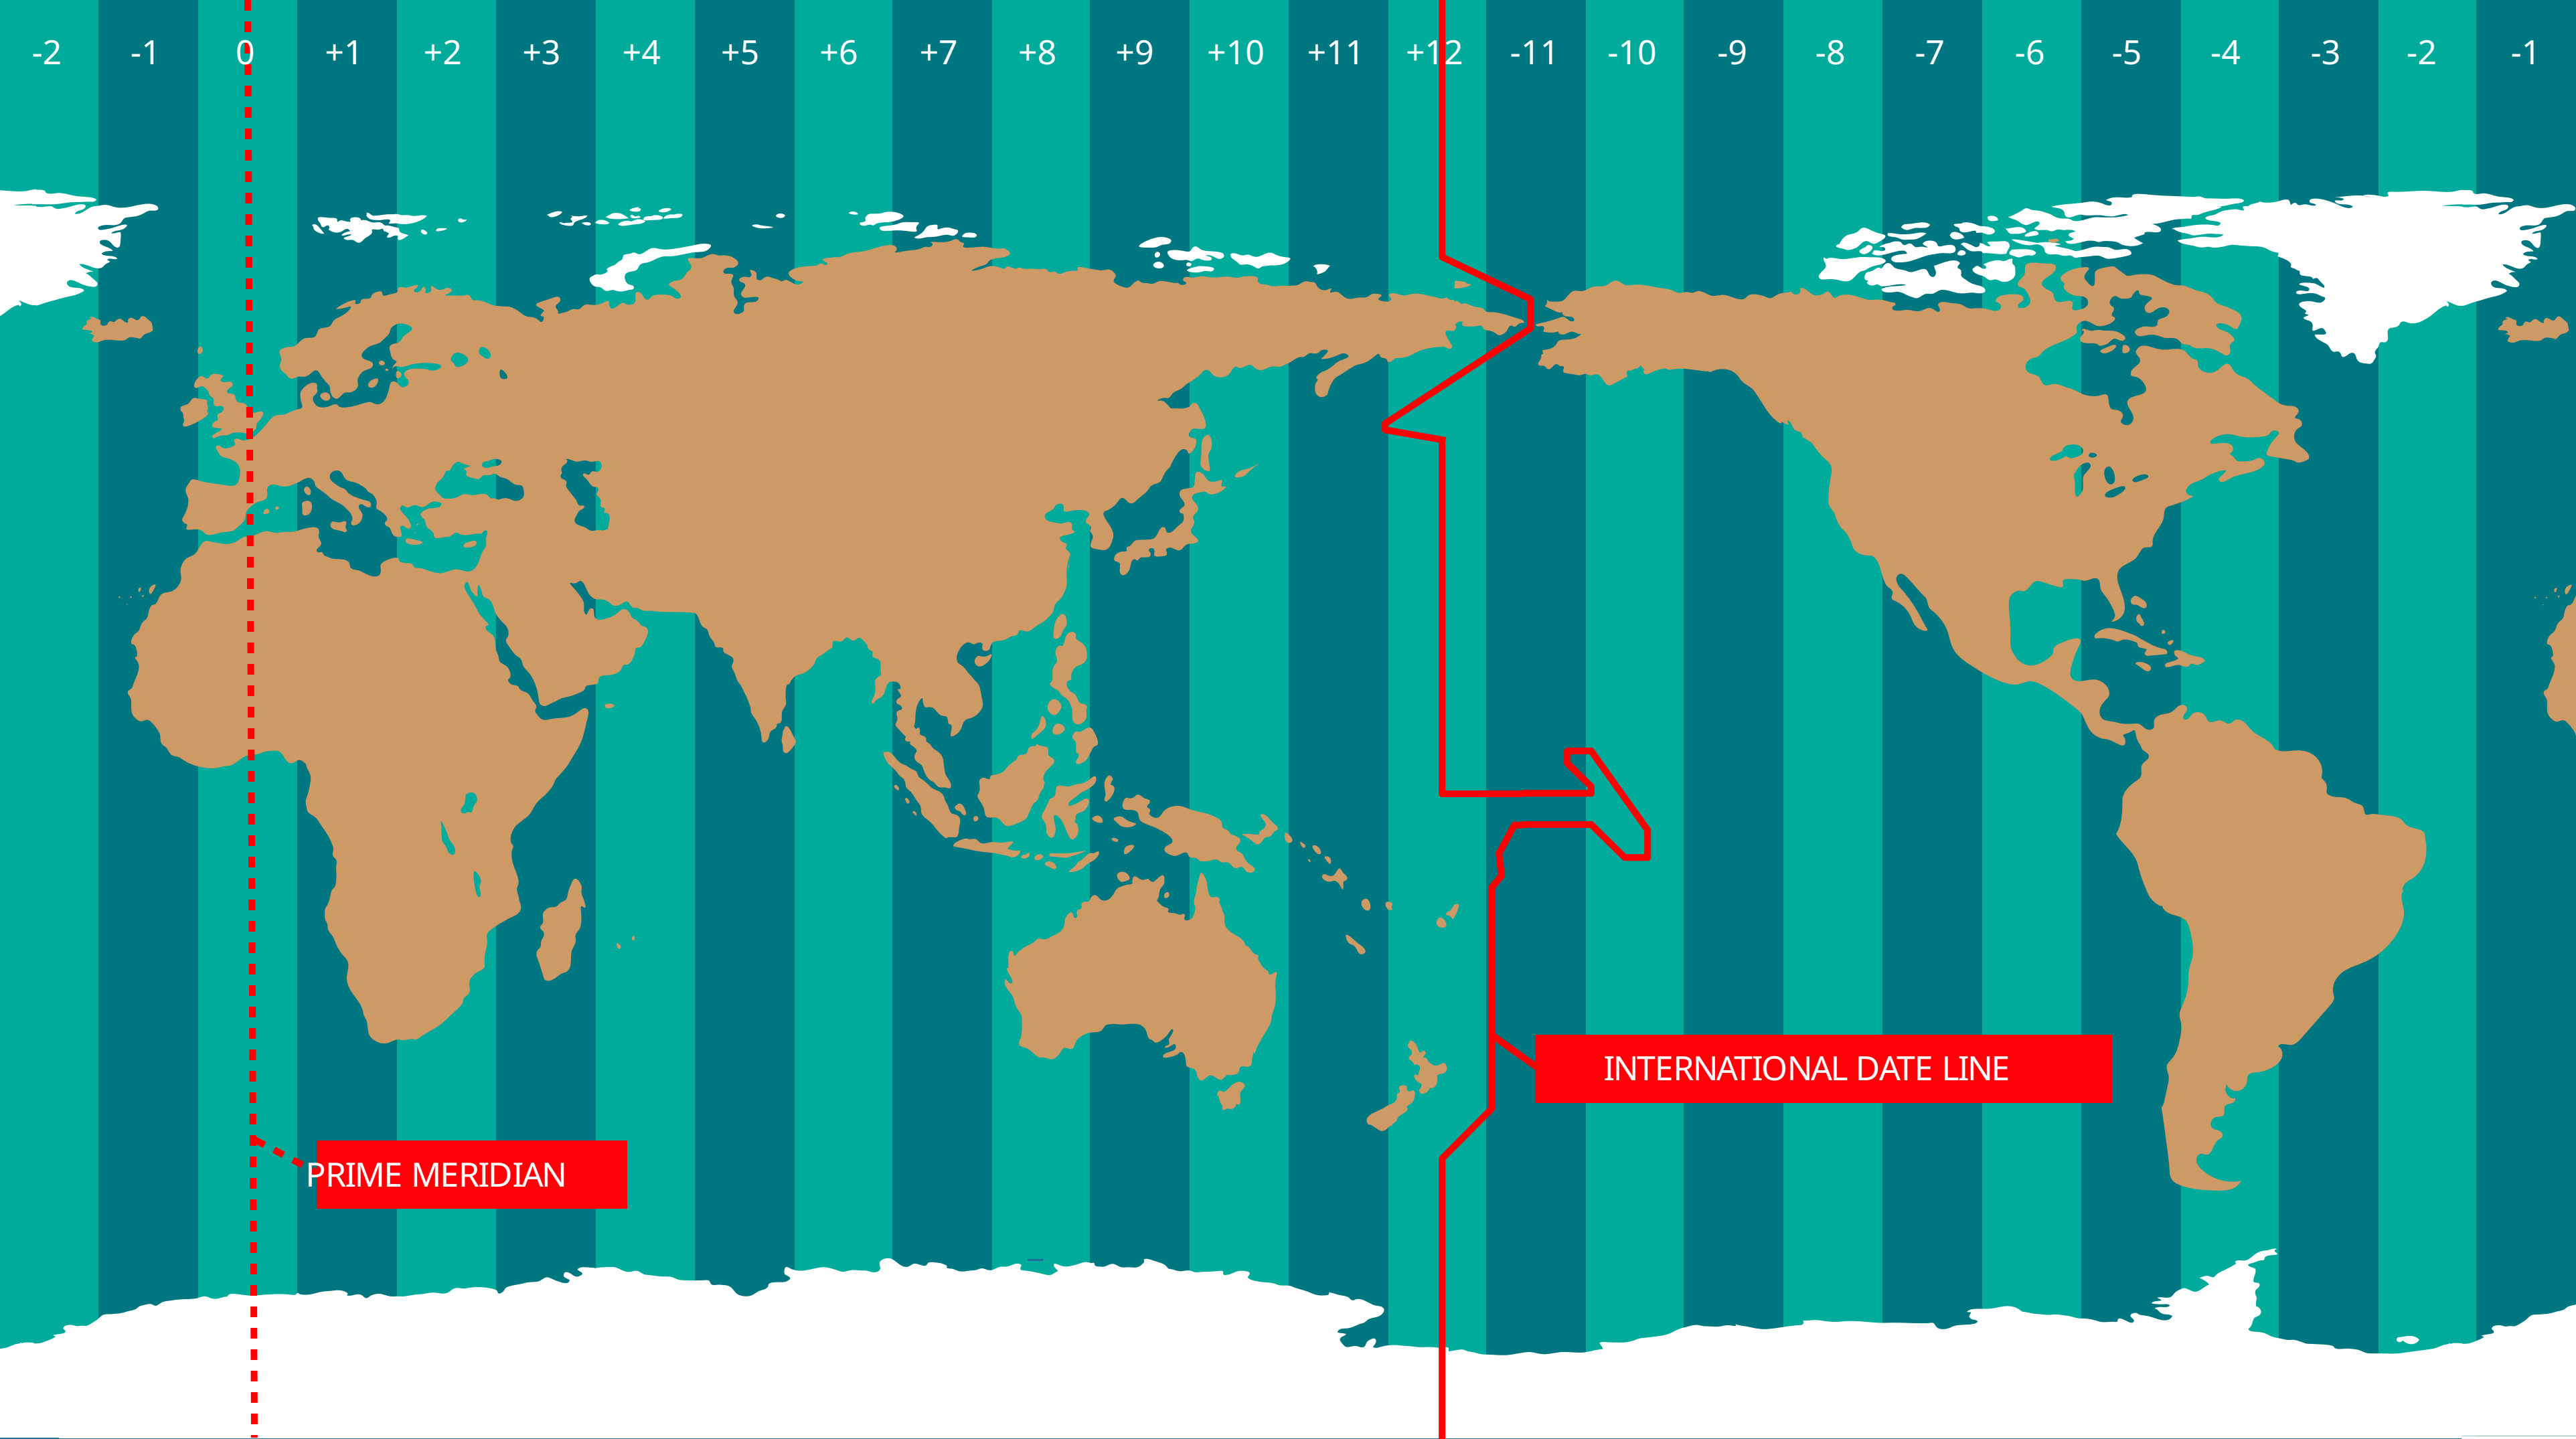 -2 -1 0 +1 +2 +3 +4 +5 +6 +7 +8 +9 +10 +11 +12 -11 -10 -9 -8 -7 -6 -5 -4 -3 -2 -1
INTERNATIONAL DATE LINE
PRIME MERIDIAN